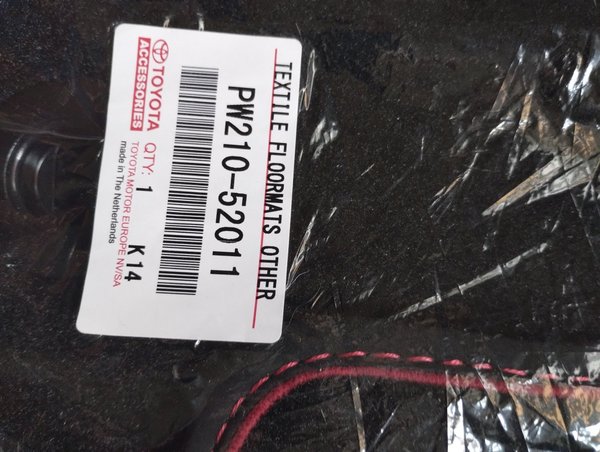 TEXTILE FLOORMATS OTHER
PW210-52011
TOYOTA
ACCESSORIES
QTY: 1 K14
TOYOTA MOTOR EUROPE NV/SA
made in The Netherlands